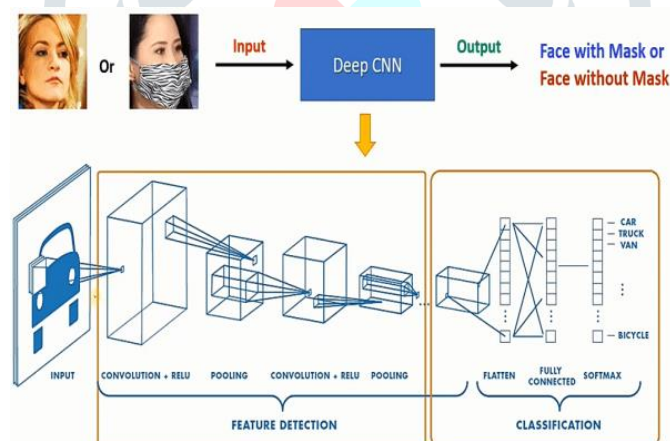 Or
Input
Deep CNN
Output
Face with Mask or
Face without Mask
CAR
TRUCK
VAN
BICYCLE
INPUT
CONVOLUTION + RELU
POOLING
CONVOLUTION + RELU
POOLING
FLATTEN
FULLY
CONNECTED
SOFTMAX
FEATURE DETECTION
CLASSIFICATION